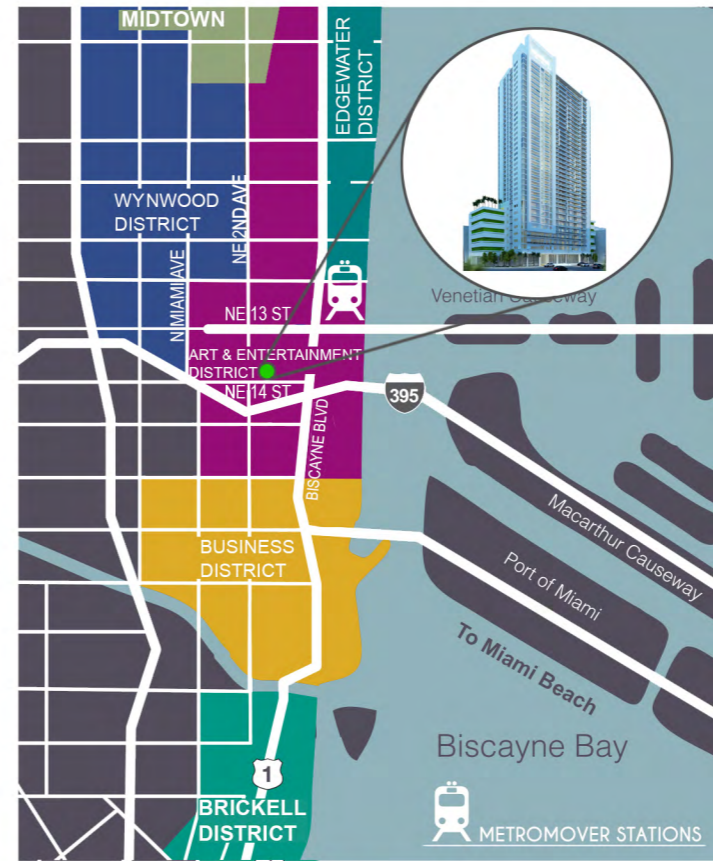 MIDTOWN
EDGEWATER
DISTRICT
WYNWOOD
DISTRICT
NE 2ND AVE
N MIAMI AVE
Venetian Causeway
NE 13 ST
ART & ENTERTAINMENT
DISTRICT
NE 14 ST
395
BISCAYNE BLVD
Macarthur Causeway
BUSINESS
DISTRICT
Port of Miami
To Miami Beach
Biscayne Bay
1
BRICKELL
DISTRICT
METROMOVER STATIONS